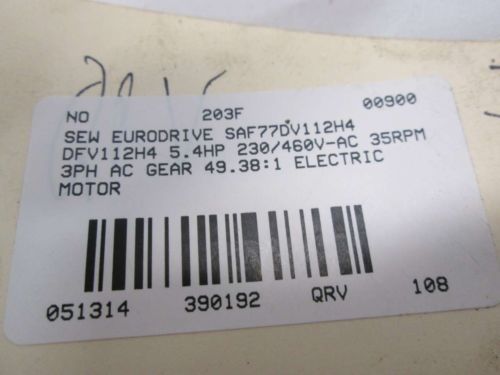 NO 203F 00900
SEW EURODRIVE SAF77DV112H4
DFV112H4 5.4HP 230/460V-AC 35RPM
3PH AC GEAR 49.38:1 ELECTRIC
MOTOR
051314 390192 QRV 108